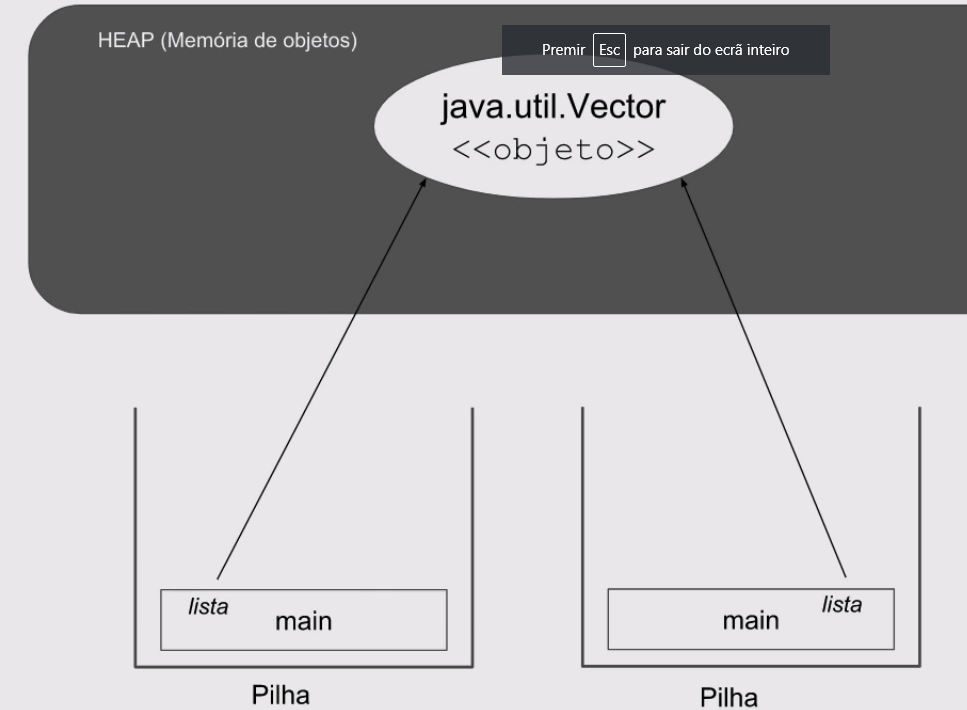 HEAP (Memória de objetos)
Premir Esc para sair do ecrã inteiro
java.util.Vector
<<objeto>>
lista
main
main
lista
Pilha
Pilha